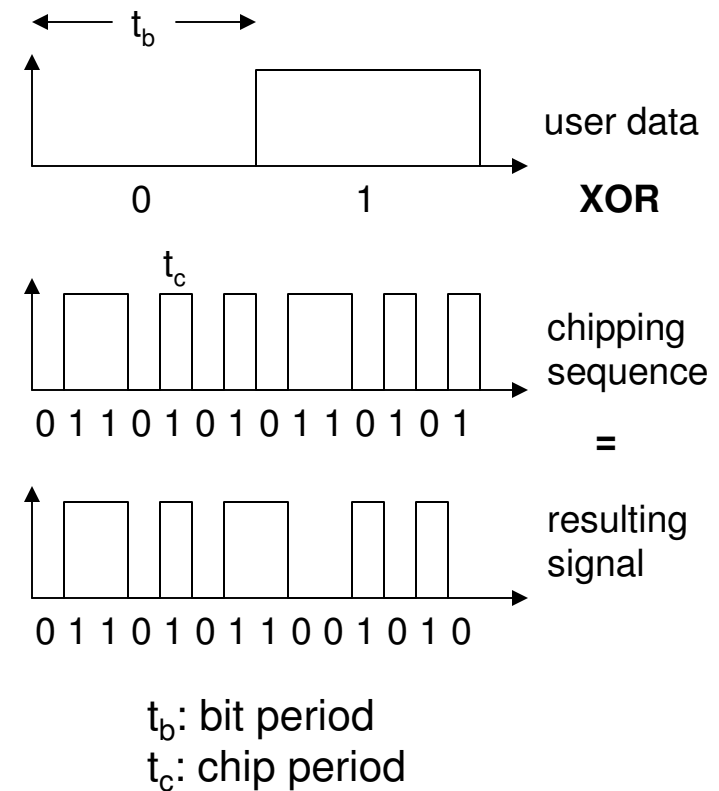 t_b
user data
0 1 XOR
t_c
chipping
sequence
0 1 1 0 1 0 1 0 1 1 0 1 0 1
=
resulting
signal
0 1 1 0 1 0 1 1 0 0 1 0 1 0
t_b: bit period
t_c: chip period